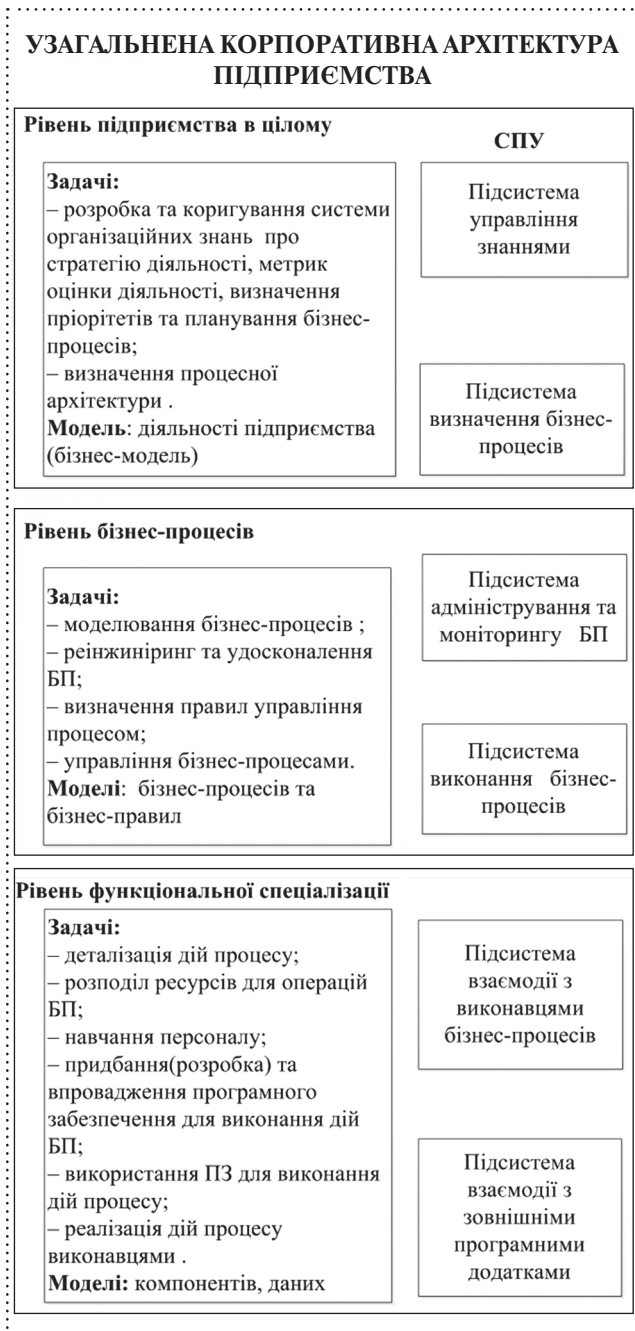 УЗАГАЛЬНЕНА КОРПОРАТИВНА АРХІТЕКТУРА
ПІДПРИЄМСТВА
Рівень підприємства в цілому
СПУ
Задачі:
– розробка та коригування системи
організаційних знань про
стратегію діяльності, метрик
оцінки діяльності, визначення
пріорітетів та планування бізнес-
процесів;
– визначення процесної
архітектури .
Модель: діяльності підприємства
(бізнес-модель)
Підсистема
управління
знаннями
Підсистема
визначення бізнес-
процесів
Рівень бізнес-процесів
Задачі:
– моделювання бізнес-процесів ;
– реінжиніринг та удосконалення
БП;
– визначення правил управління
процесом;
– управління бізнес-процесами.
Моделі: бізнес-процесів та
бізнес-правил
Підсистема
адміністрування та
моніторингу БП
Підсистема
виконання бізнес-
процесів
Рівень функціональної спеціалізації
Задачі:
– деталізація дій процесу;
– розподіл ресурсів для операцій
БП;
– навчання персоналу;
– придбання(розробка) та
впровадження програмного
забезпечення для виконання дій
БП;
– використання ПЗ для виконання
дій процесу;
– реалізація дій процесу
виконавцями .
Моделі: компонентів, даних
Підсистема
взаємодії з
виконавцями
бізнес-процесів
Підсистема
взаємодії з
зовнішніми
програмними
додатками